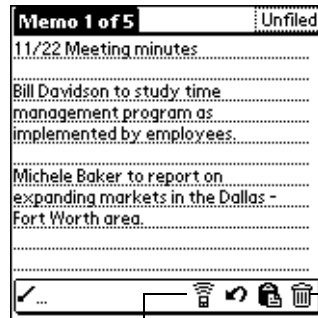 Memo 1 of 5
Unfiled
11/22 Meeting minutes
Bill Davidson to study time
management program as
implemented by employees.
Michele Baker to report on
expanding markets in the Dallas -
Fort Worth area.
...